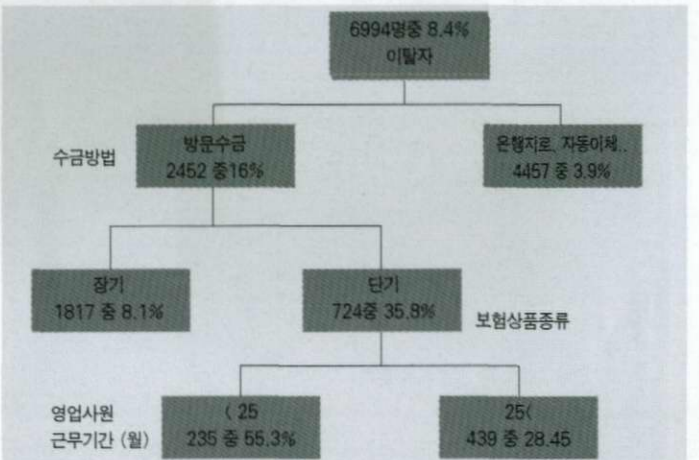 6994명중 8.4%
이탈자
수금방법
방문수금
2452 중16%
은행지로, 자동이체..
4457 중 3.9%
장기
1817 중 8.1%
단기
724중 35.8%
보험상품종류
영업사원
근무기간 (월)
( 25
235 중 55.3%
25(
439 중 28.45